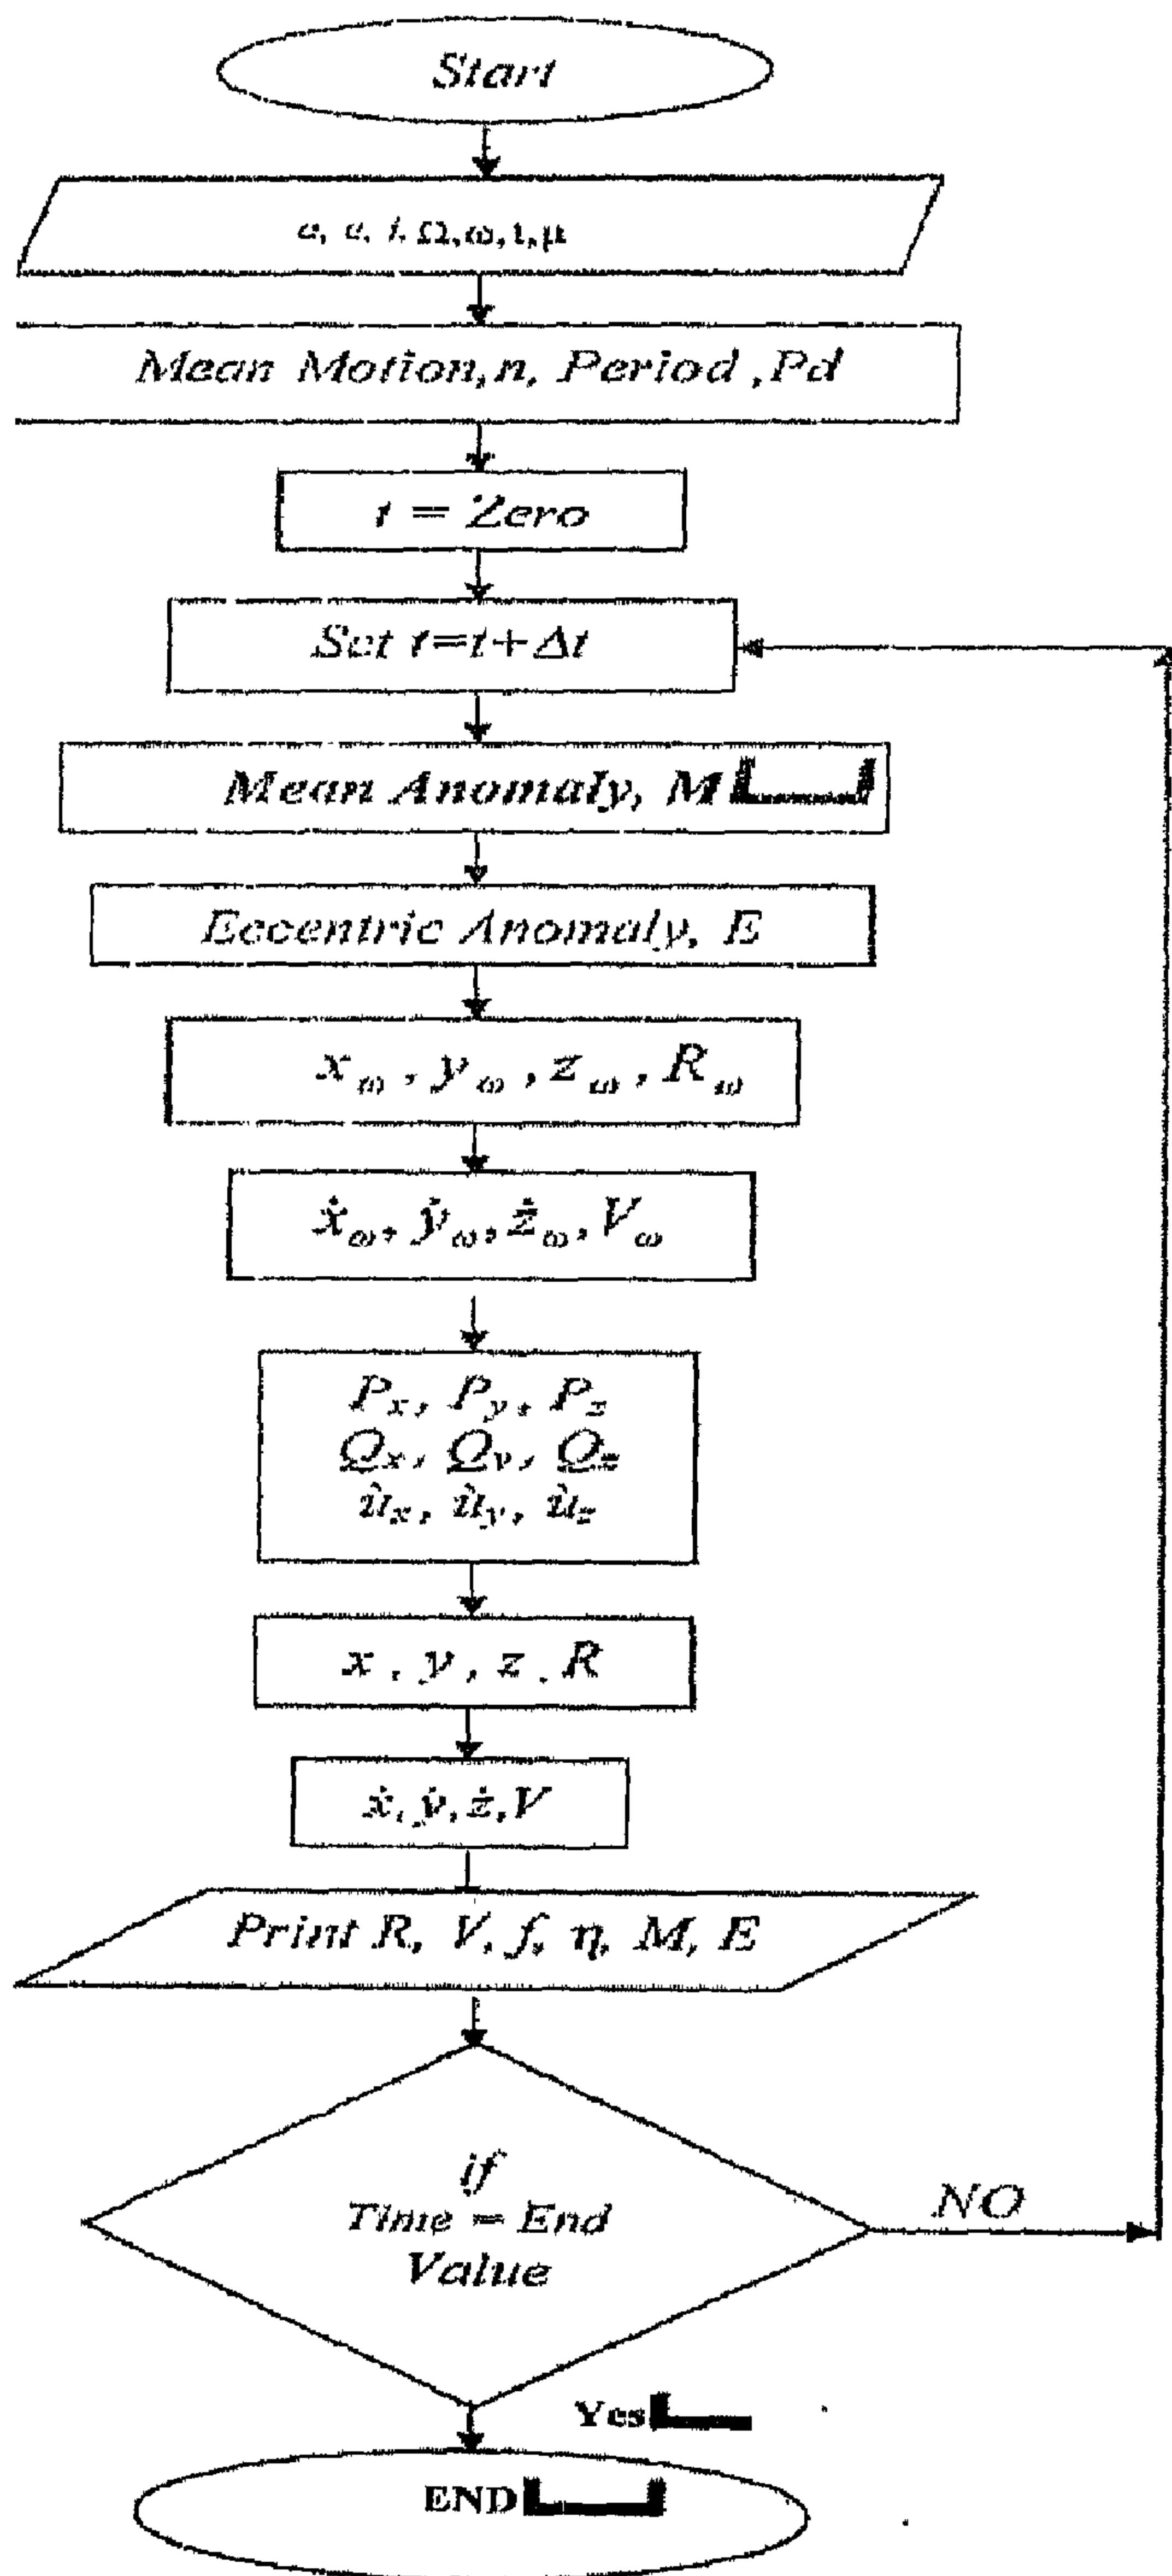 Start
a, e, i, Ω, ω, t, μ
Mean Motion, n, Period , Pd
t = Zero
Set t=t+Δt
Mean Anomaly, M
Eccentric Anomaly, E
x_ω , y_ω , z_ω , R_ω
ẋ_ω, ẏ_ω, ż_ω, V_ω
P_x, P_y, P_z
Q_x, Q_y, Q_z
û_x, û_y, û_z
x , y , z , R
ẋ, ẏ, ż, V
Print R, V, f, η, M, E
if
Time = End
Value
NO
Yes
END